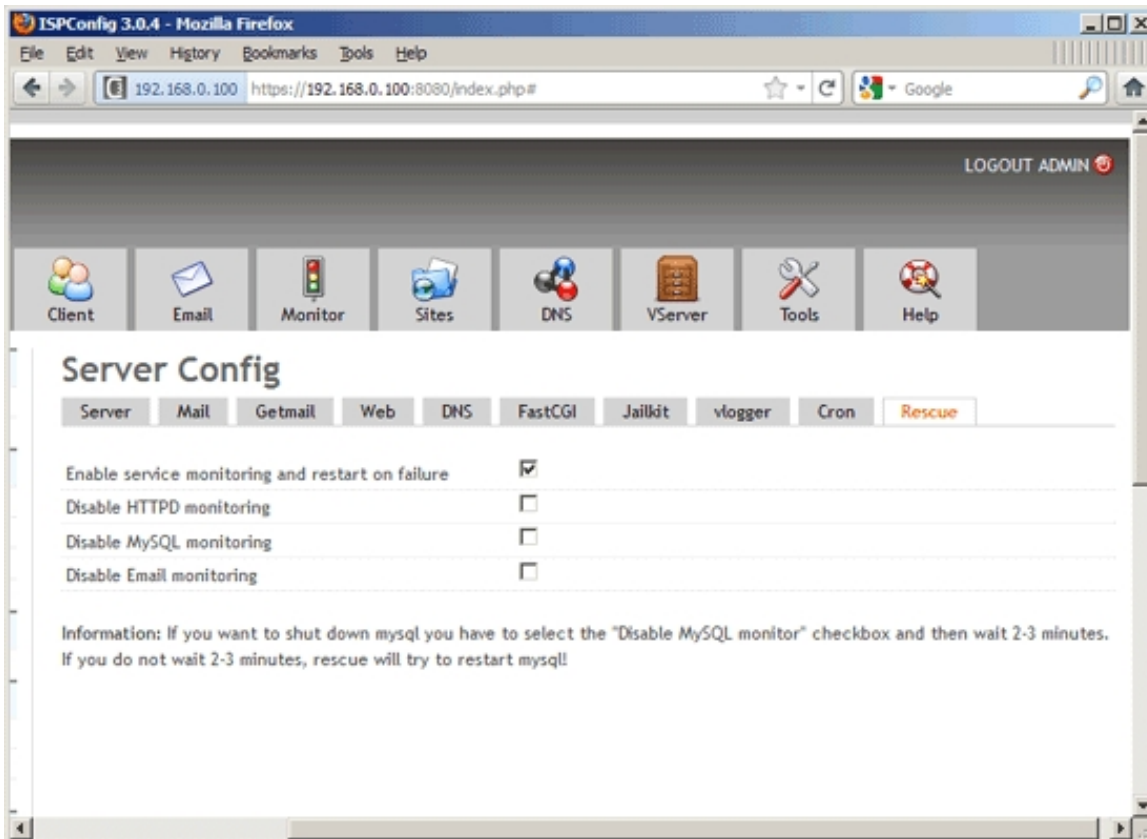 ISPConfig 3.0.4 - Mozilla Firefox
File Edit View History Bookmarks Tools Help
192.168.0.100 https://192.168.0.100:8080/index.php# Google
LOGOUT ADMIN
Client Email Monitor Sites DNS VServer Tools Help
Server Config
Server Mail Getmail Web DNS FastCGI Jailkit vlogger Cron Rescue
Enable service monitoring and restart on failure
Disable HTTPD monitoring
Disable MySQL monitoring
Disable Email monitoring
Information: If you want to shut down mysql you have to select the "Disable MySQL monitor" checkbox and then wait 2-3 minutes.
If you do not wait 2-3 minutes, rescue will try to restart mysql!